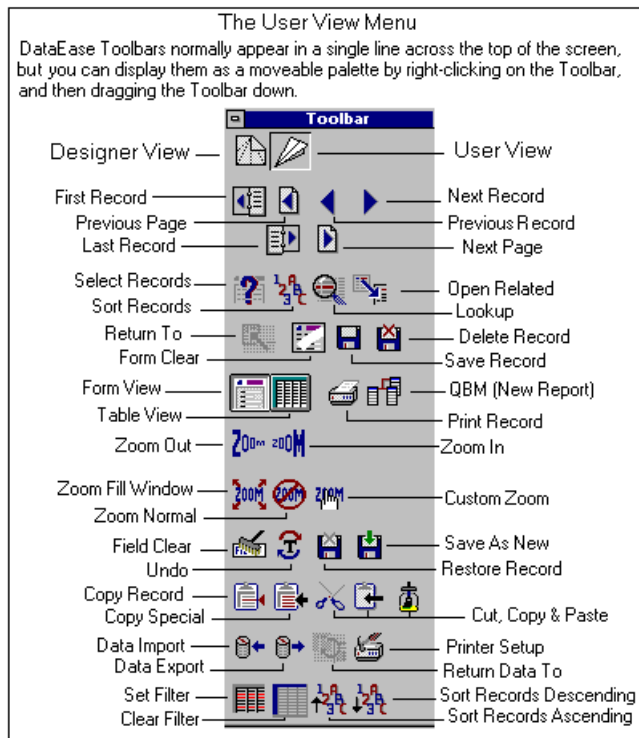 The User View Menu
DataEase Toolbars normally appear in a single line across the top of the screen,
but you can display them as a moveable palette by right-clicking on the Toolbar,
and then dragging the Toolbar down.
Toolbar
Designer View
User View
First Record
Next Record
Previous Page
Previous Record
Last Record
Next Page
Select Records
Open Related
Sort Records
Lookup
Return To
Delete Record
Form Clear
Save Record
Form View
QBM (New Report)
Table View
Print Record
Zoom Out
ZOOM ZOOM
Zoom In
Zoom Fill Window
ZOOM ZOOM ZOOM
Custom Zoom
Zoom Normal
Field Clear
Save As New
Undo
Restore Record
Copy Record
Copy Special
Cut, Copy & Paste
Data Import
Printer Setup
Data Export
Return Data To
Set Filter
Sort Records Descending
Clear Filter
Sort Records Ascending